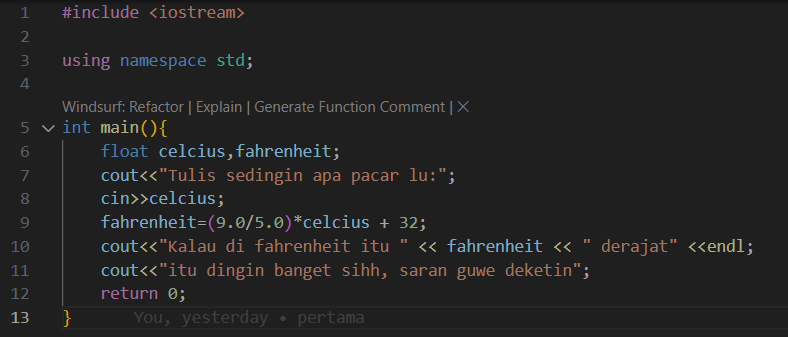 1 #include <iostream>
2
3 using namespace std;
4
Windsurf: Refactor | Explain | Generate Function Comment | ×
5 int main(){
6 float celcius,fahrenheit;
7 cout<<"Tulis sedingin apa pacar lu:";
8 cin>>celcius;
9 fahrenheit=(9.0/5.0)*celcius + 32;
10 cout<<"Kalau di fahrenheit itu " << fahrenheit << " derajat" <<endl;
11 cout<<"itu dingin banget sihh, saran guwe deketin";
12 return 0;
13 } You, yesterday • pertama